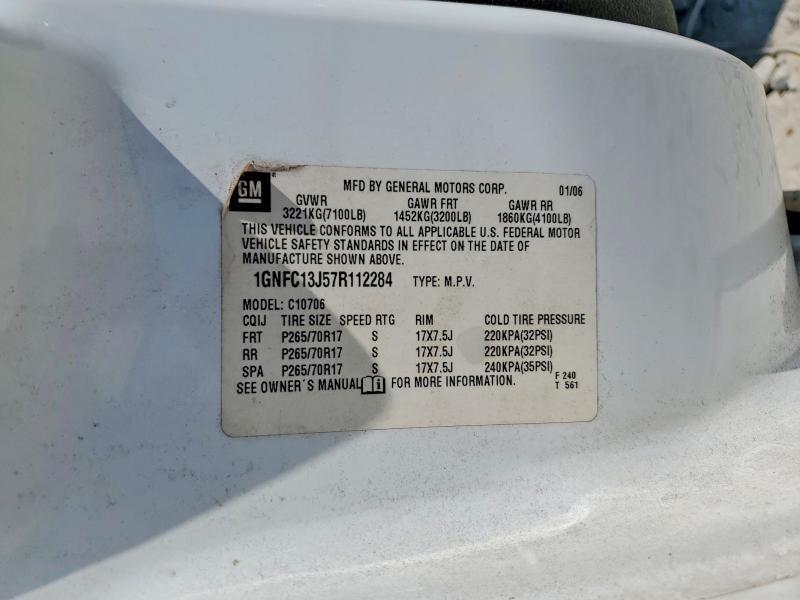 GM ® MFD BY GENERAL MOTORS CORP. 01/06
GVWR GAWR FRT GAWR RR
3221KG(7100LB) 1452KG(3200LB) 1860KG(4100LB)
THIS VEHICLE CONFORMS TO ALL APPLICABLE U.S. FEDERAL MOTOR
VEHICLE SAFETY STANDARDS IN EFFECT ON THE DATE OF
MANUFACTURE SHOWN ABOVE.
1GNFC13J57R112284 TYPE: M.P.V.
MODEL: C10706
CQIJ TIRE SIZE SPEED RTG RIM COLD TIRE PRESSURE
FRT P265/70R17 S 17X7.5J 220KPA(32PSI)
RR P265/70R17 S 17X7.5J 220KPA(32PSI)
SPA P265/70R17 S 17X7.5J 240KPA(35PSI)
SEE OWNER'S MANUAL i FOR MORE INFORMATION.
F 240
T 561